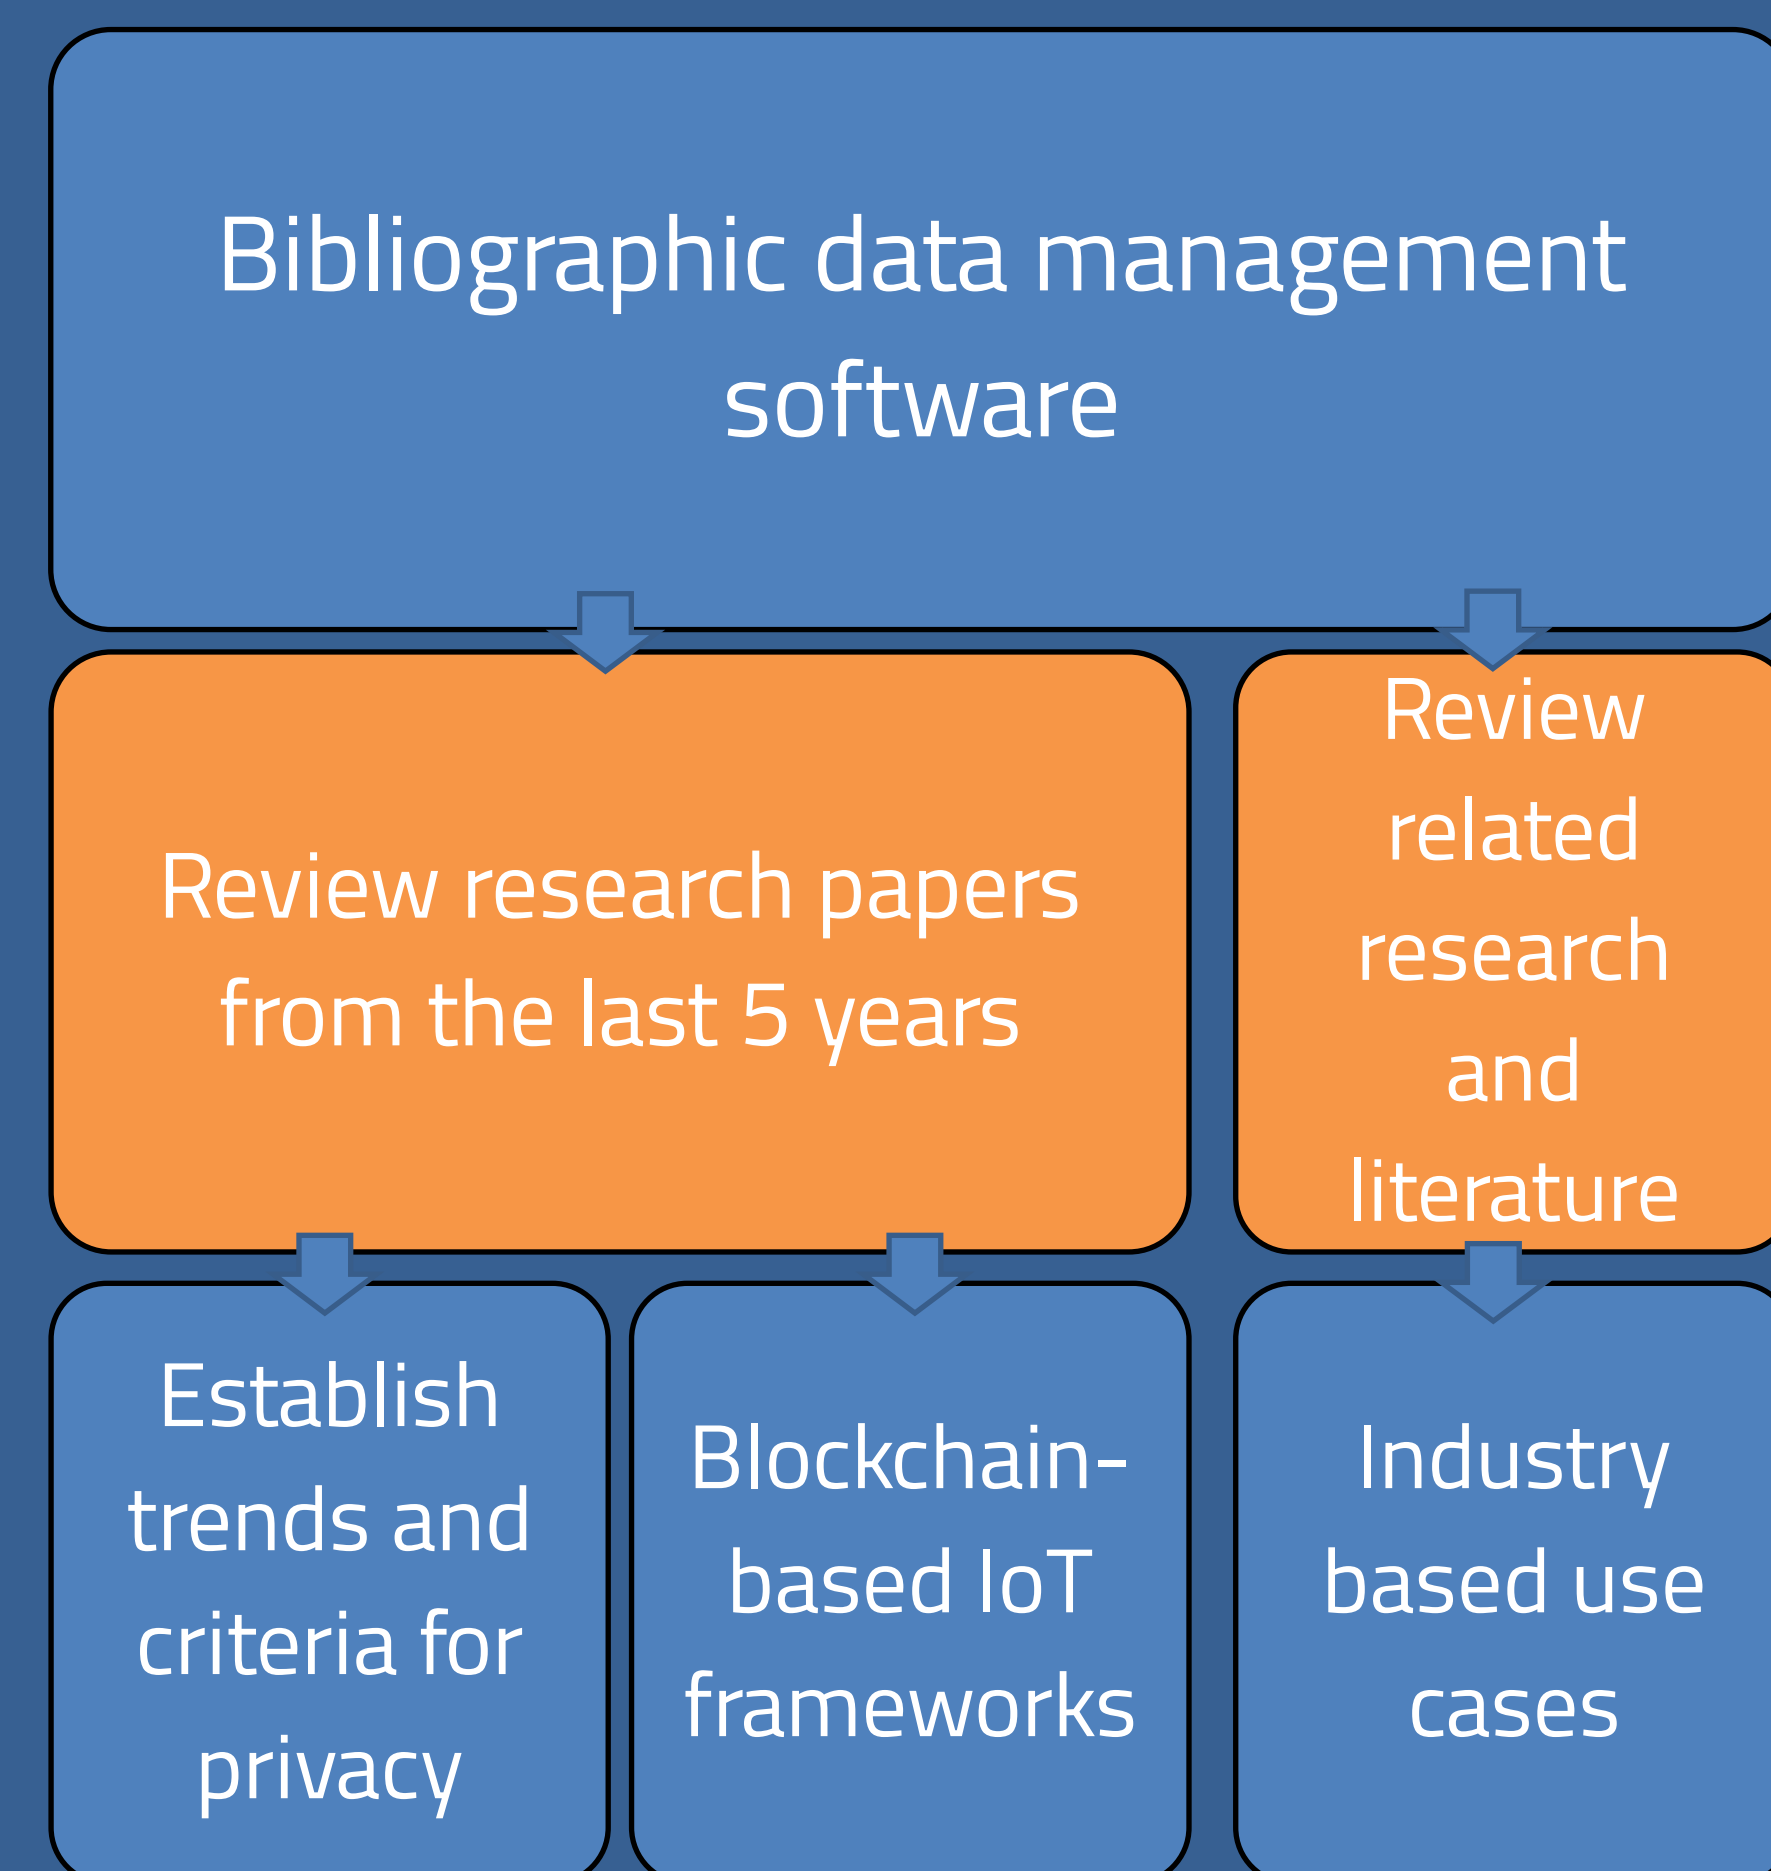 Bibliographic data management
software
Review research papers
from the last 5 years
Review
related
research
and
literature
Establish
trends and
criteria for
privacy
Blockchain-
based IoT
frameworks
Industry
based use
cases